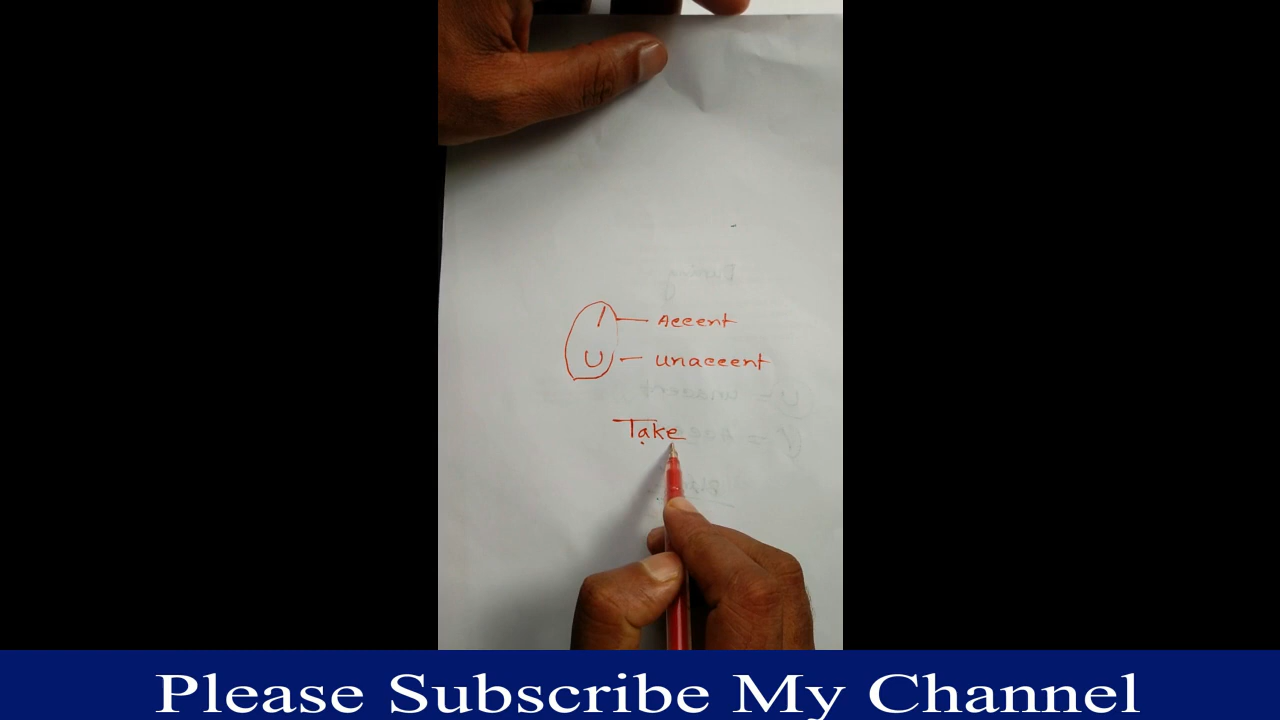 / — Accent
U — unaccent
Take
Please Subscribe My Channel